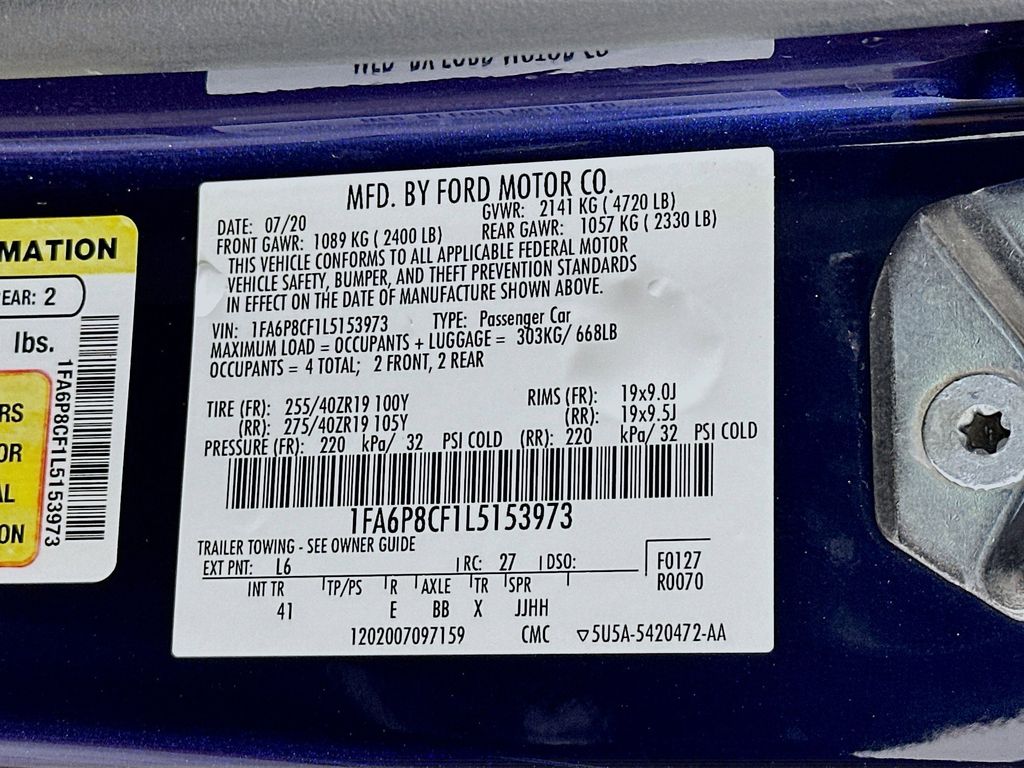 MFD. BY FORD MOTOR CO.
DATE: 07/20 GVWR: 2141 KG ( 4720 LB)
FRONT GAWR: 1089 KG ( 2400 LB) REAR GAWR: 1057 KG ( 2330 LB)
THIS VEHICLE CONFORMS TO ALL APPLICABLE FEDERAL MOTOR
VEHICLE SAFETY, BUMPER, AND THEFT PREVENTION STANDARDS
IN EFFECT ON THE DATE OF MANUFACTURE SHOWN ABOVE.
VIN: 1FA6P8CF1L5153973 TYPE: Passenger Car
MAXIMUM LOAD = OCCUPANTS + LUGGAGE = 303KG/ 668LB
OCCUPANTS = 4 TOTAL; 2 FRONT, 2 REAR
TIRE (FR): 255/40ZR19 100Y RIMS (FR): 19x9.0J
(RR): 275/40ZR19 105Y (RR): 19x9.5J
PRESSURE (FR): 220 kPa/ 32 PSI COLD (RR): 220 kPa/ 32 PSI COLD
1FA6P8CF1L5153973
TRAILER TOWING - SEE OWNER GUIDE
EXT PNT: L6 RC: 27 DSO: F0127
R0070
INT TR TP/PS R AXLE TR SPR
41 E BB X JJHH
1202007097159 CMC ▽5U5A-5420472-AA
MATION
EAR: 2
lbs.
1FA6P8CF1L5153973
RS
OR
AL
ON